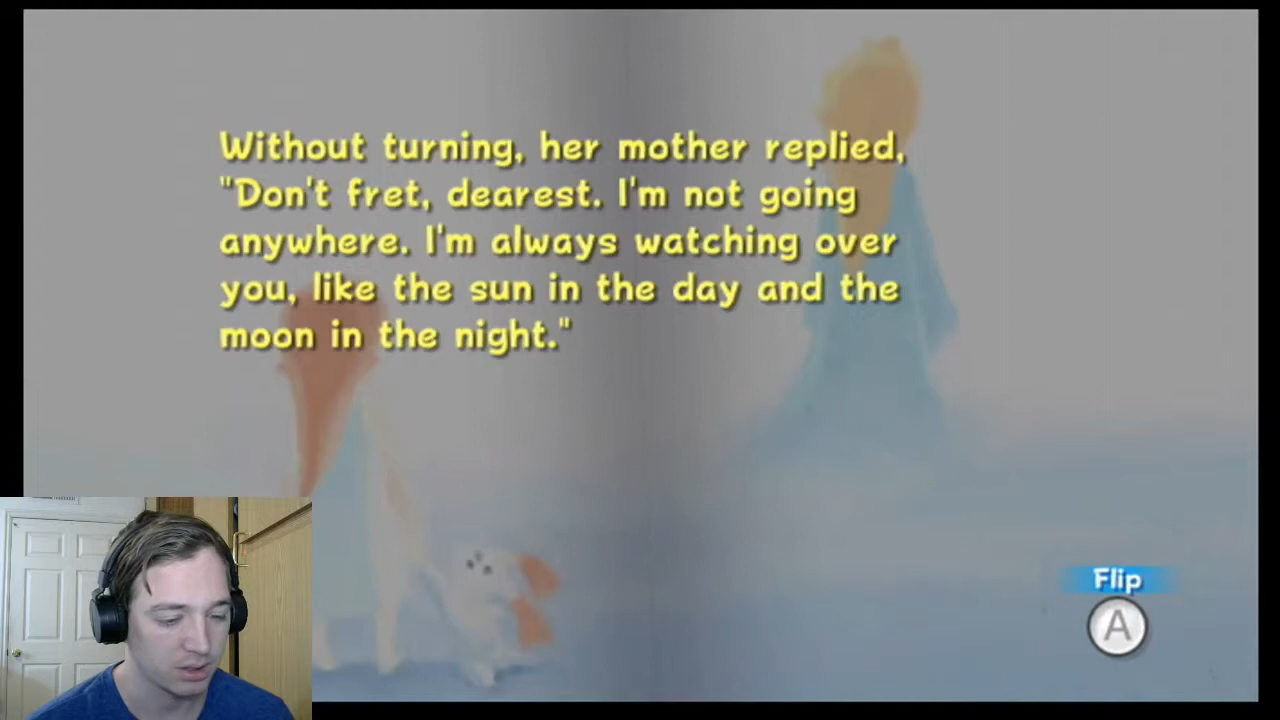 Without turning, her mother replied,
"Don't fret, dearest. I'm not going
anywhere. I'm always watching over
you, like the sun in the day and the
moon in the night."
Flip
A